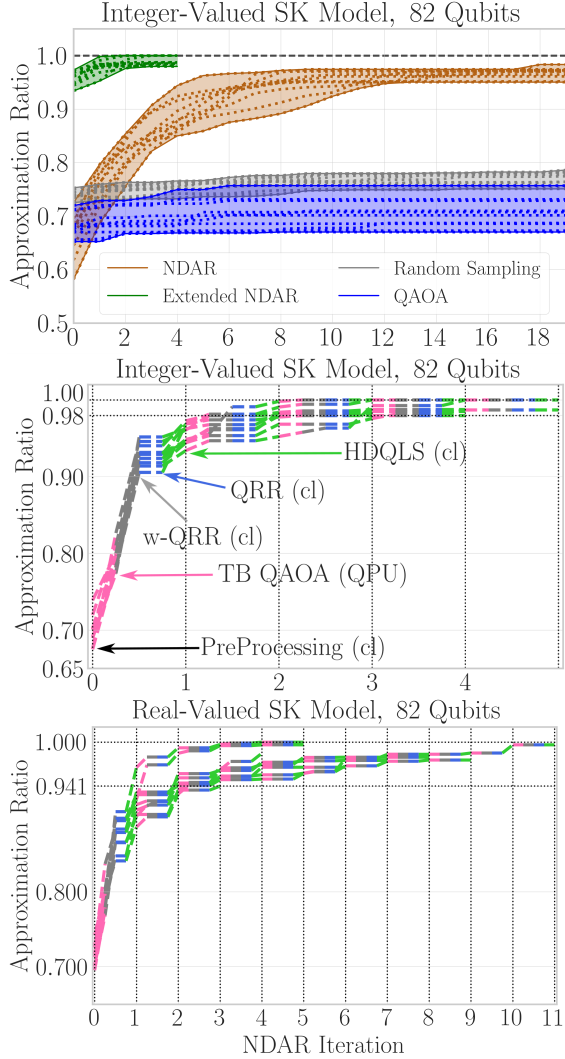 Integer-Valued SK Model, 82 Qubits
Approximation Ratio
1.0
0.9
0.8
0.7
0.6
0.5
NDAR
Random Sampling
Extended NDAR
QAOA
0 2 4 6 8 10 12 14 16 18
Integer-Valued SK Model, 82 Qubits
Approximation Ratio
1.00
0.98
0.90
0.80
0.70
0.65
HDQLS (cl)
QRR (cl)
w-QRR (cl)
TB QAOA (QPU)
PreProcessing (cl)
0 1 2 3 4
Real-Valued SK Model, 82 Qubits
Approximation Ratio
1.000
0.941
0.800
0.700
0 1 2 3 4 5 6 7 8 9 10 11
NDAR Iteration